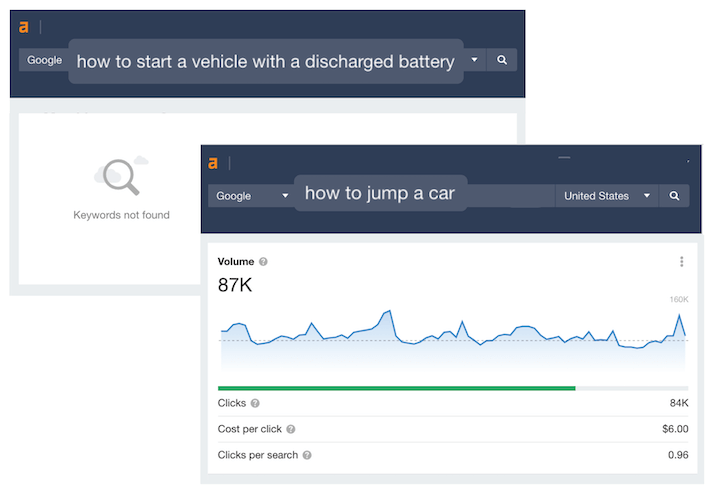 a
Google how to start a vehicle with a discharged battery
Keywords not found
a
Google how to jump a car United States
Volume ?
87K
160K
Clicks ? 84K
Cost per click ? $6.00
Clicks per search ? 0.96